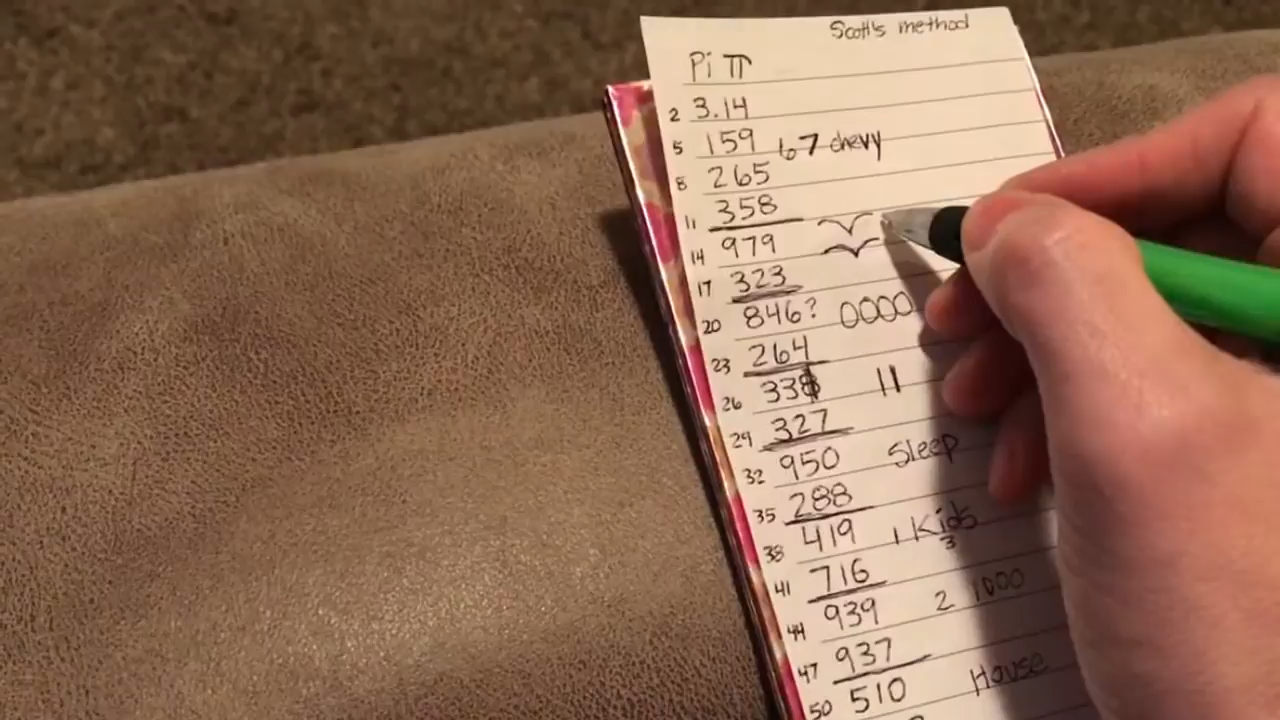 Scott's method
Pi π
2 3.14
5 159 67 chevy
8 265
11 358
14 979
17 323
20 846? 0000
23 264
26 338 11
29 327
32 950 Sleep
35 288
38 419 1 Kids
3
41 716
44 939 2 1000
47 937
50 510 House